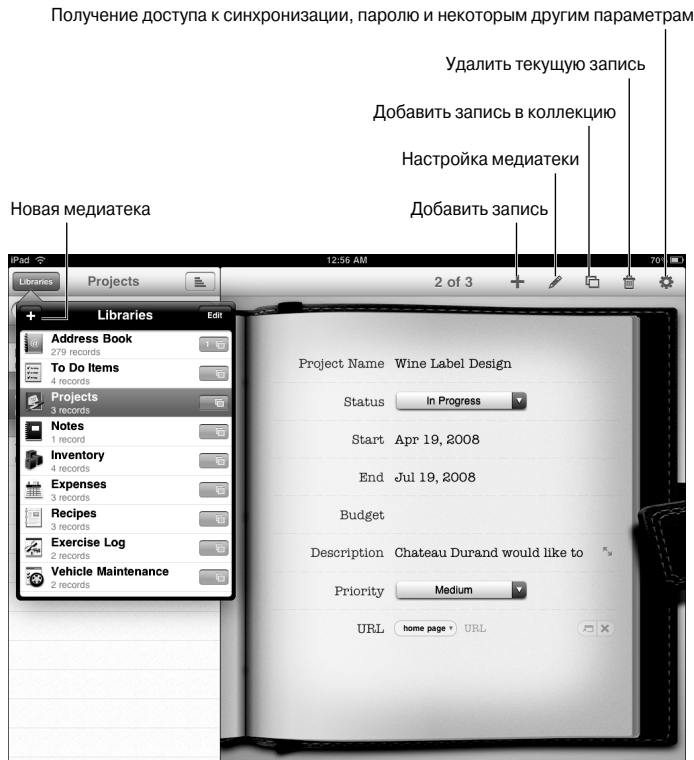 Получение доступа к синхронизации, паролю и некоторым другим параметрам
Удалить текущую запись
Добавить запись в коллекцию
Настройка медиатеки
Новая медиатека
Добавить запись
iPad
12:56 AM
70%
Libraries
Projects
2 of 3
Libraries
Edit
Address Book
279 records
1
To Do Items
4 records
Projects
3 records
Notes
1 record
Inventory
4 records
Expenses
3 records
Recipes
3 records
Exercise Log
2 records
Vehicle Maintenance
2 records
Project Name Wine Label Design
Status In Progress
Start Apr 19, 2008
End Jul 19, 2008
Budget
Description Chateau Durand would like to
Priority Medium
URL home page URL